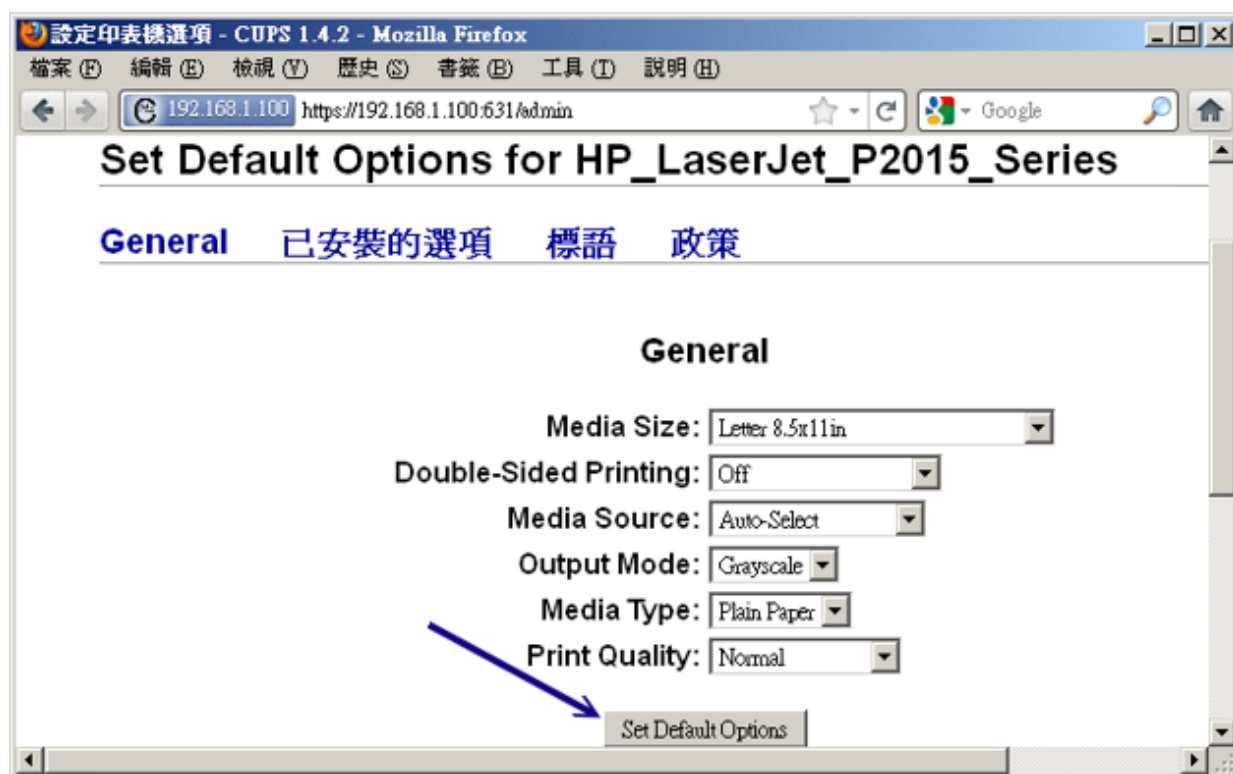 設定印表機選項 - CUPS 1.4.2 - Mozilla Firefox
檔案 (F) 編輯 (E) 檢視 (V) 歷史 (S) 書籤 (B) 工具 (T) 說明 (H)
192.168.1.100 https://192.168.1.100:631/admin Google
Set Default Options for HP_LaserJet_P2015_Series
General 已安裝的選項 標語 政策
General
Media Size: Letter 8.5x11in
Double-Sided Printing: Off
Media Source: Auto-Select
Output Mode: Grayscale
Media Type: Plain Paper
Print Quality: Normal
Set Default Options